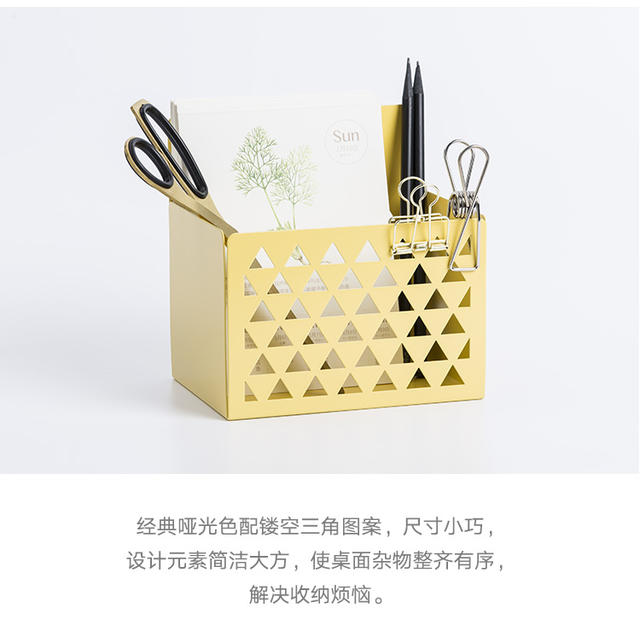 Sun
经典哑光色配镂空三角图案，尺寸小巧，
设计元素简洁大方，使桌面杂物整齐有序，
解决收纳烦恼。